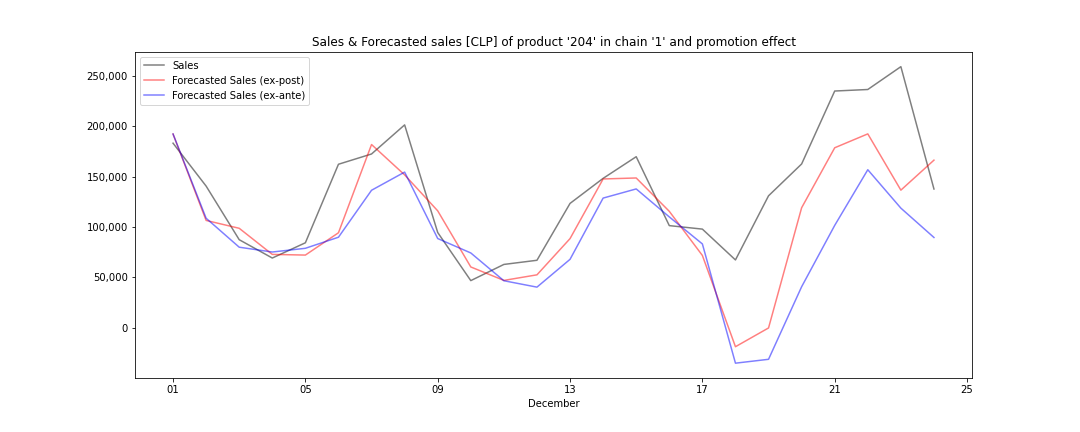 Sales & Forecasted sales [CLP] of product '204' in chain '1' and promotion effect
Sales
Forecasted Sales (ex-post)
Forecasted Sales (ex-ante)
250,000
200,000
150,000
100,000
50,000
0
01 05 09 13 17 21 25
December